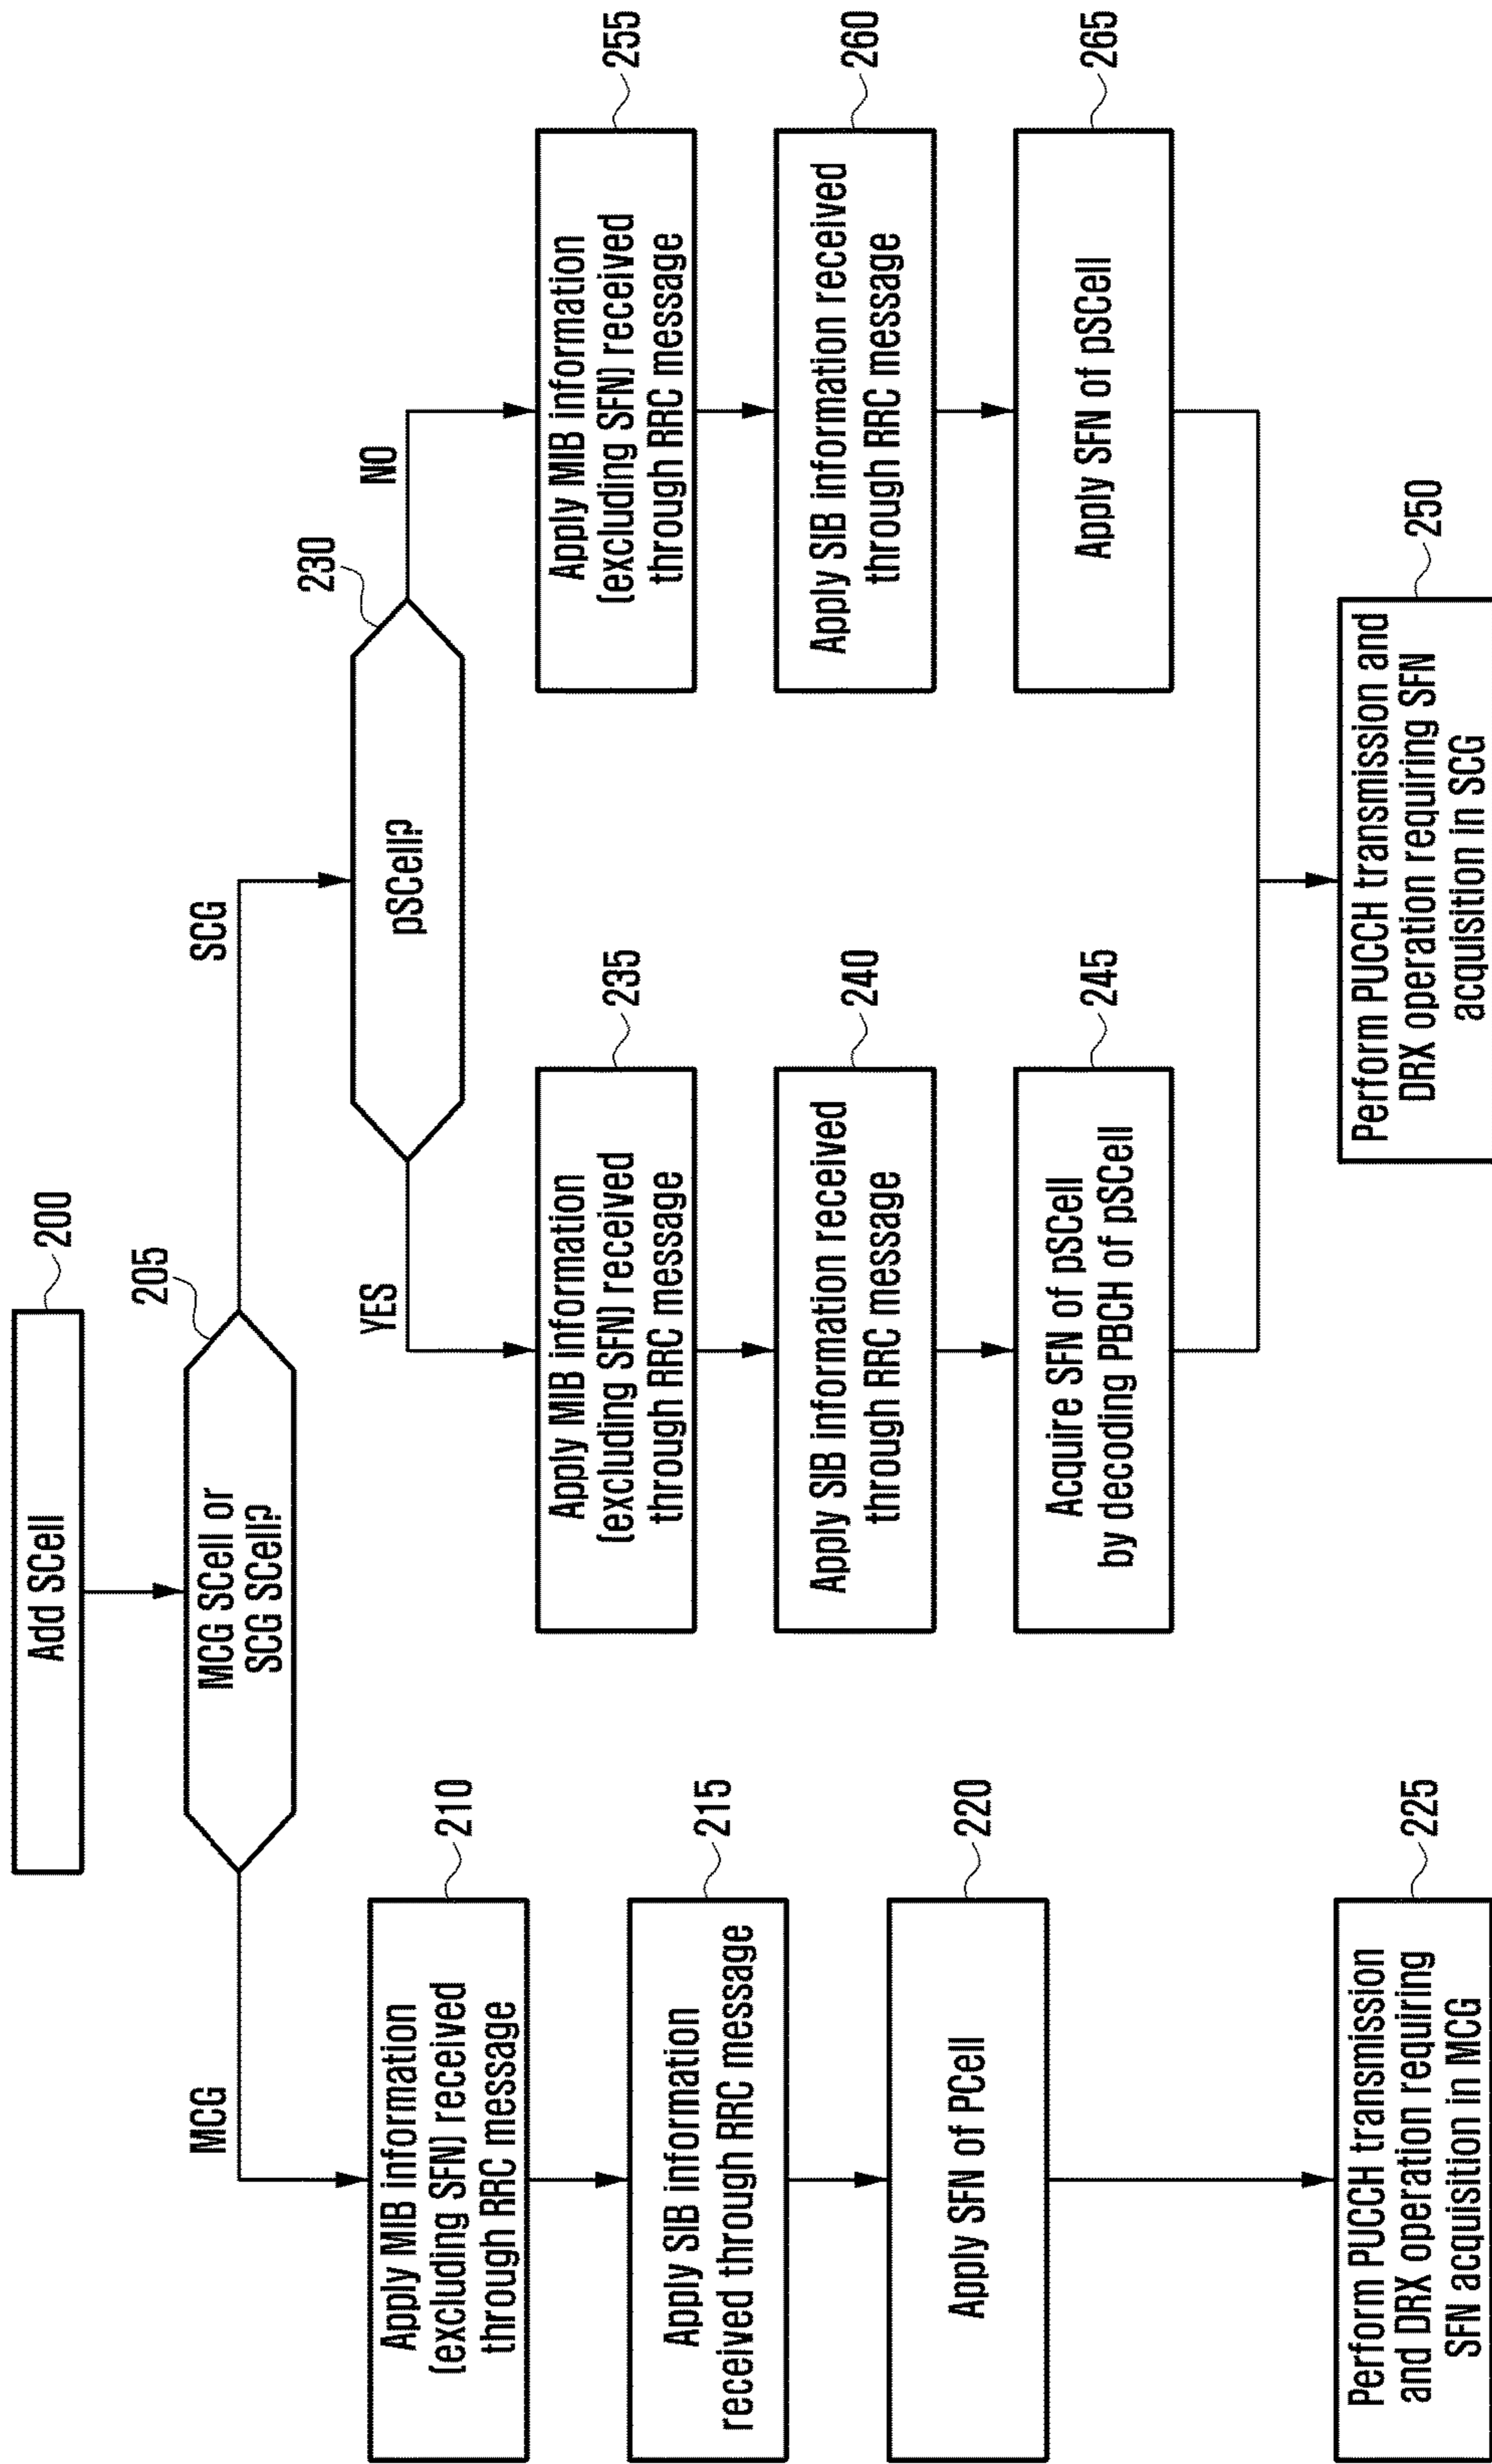 Add SCell
200
MCG SCell or
SCG SCell?
205
MCG
SCG
Apply MIB information
(excluding SFN) received
through RRC message
210
Apply SIB information
received through RRC message
215
Apply SFN of PCell
220
Perform PUCCH transmission
and DRX operation requiring
SFN acquisition in MCG
225
pSCell?
230
YES
NO
Apply MIB information
(excluding SFN) received
through RRC message
235
Apply SIB information received
through RRC message
240
Acquire SFN of pSCell
by decoding PBCH of pSCell
245
Apply MIB information
(excluding SFN) received
through RRC message
255
Apply SIB information received
through RRC message
260
Apply SFN of pSCell
265
Perform PUCCH transmission and
DRX operation requiring SFN
acquisition in SCG
250